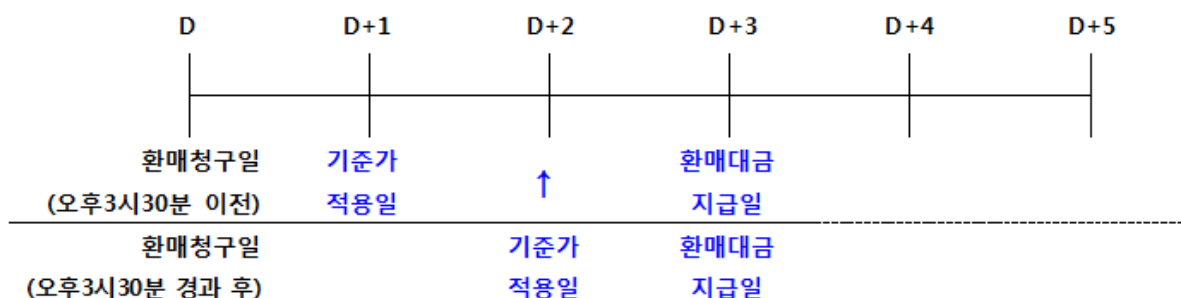 D D+1 D+2 D+3 D+4 D+5
환매청구일 기준가 ↑ 환매대금
(오후3시30분 이전) 적용일 지급일
환매청구일 기준가 환매대금
(오후3시30분 경과 후) 적용일 지급일